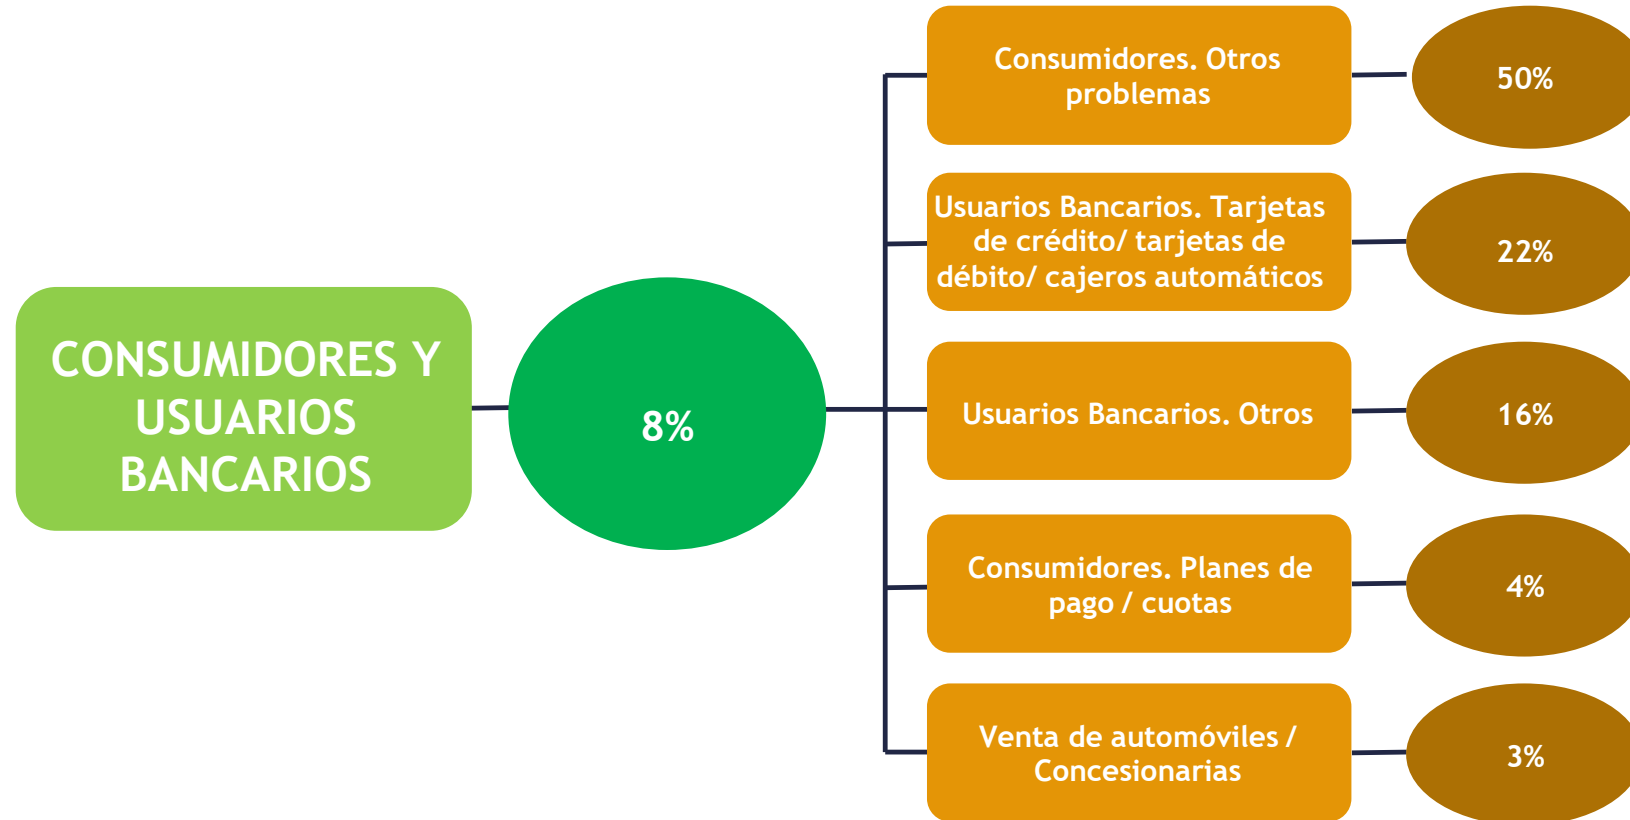 CONSUMIDORES Y
USUARIOS
BANCARIOS
8%
Consumidores. Otros
problemas
50%
Usuarios Bancarios. Tarjetas
de crédito/ tarjetas de
débito/ cajeros automáticos
22%
Usuarios Bancarios. Otros
16%
Consumidores. Planes de
pago / cuotas
4%
Venta de automóviles /
Concesionarias
3%